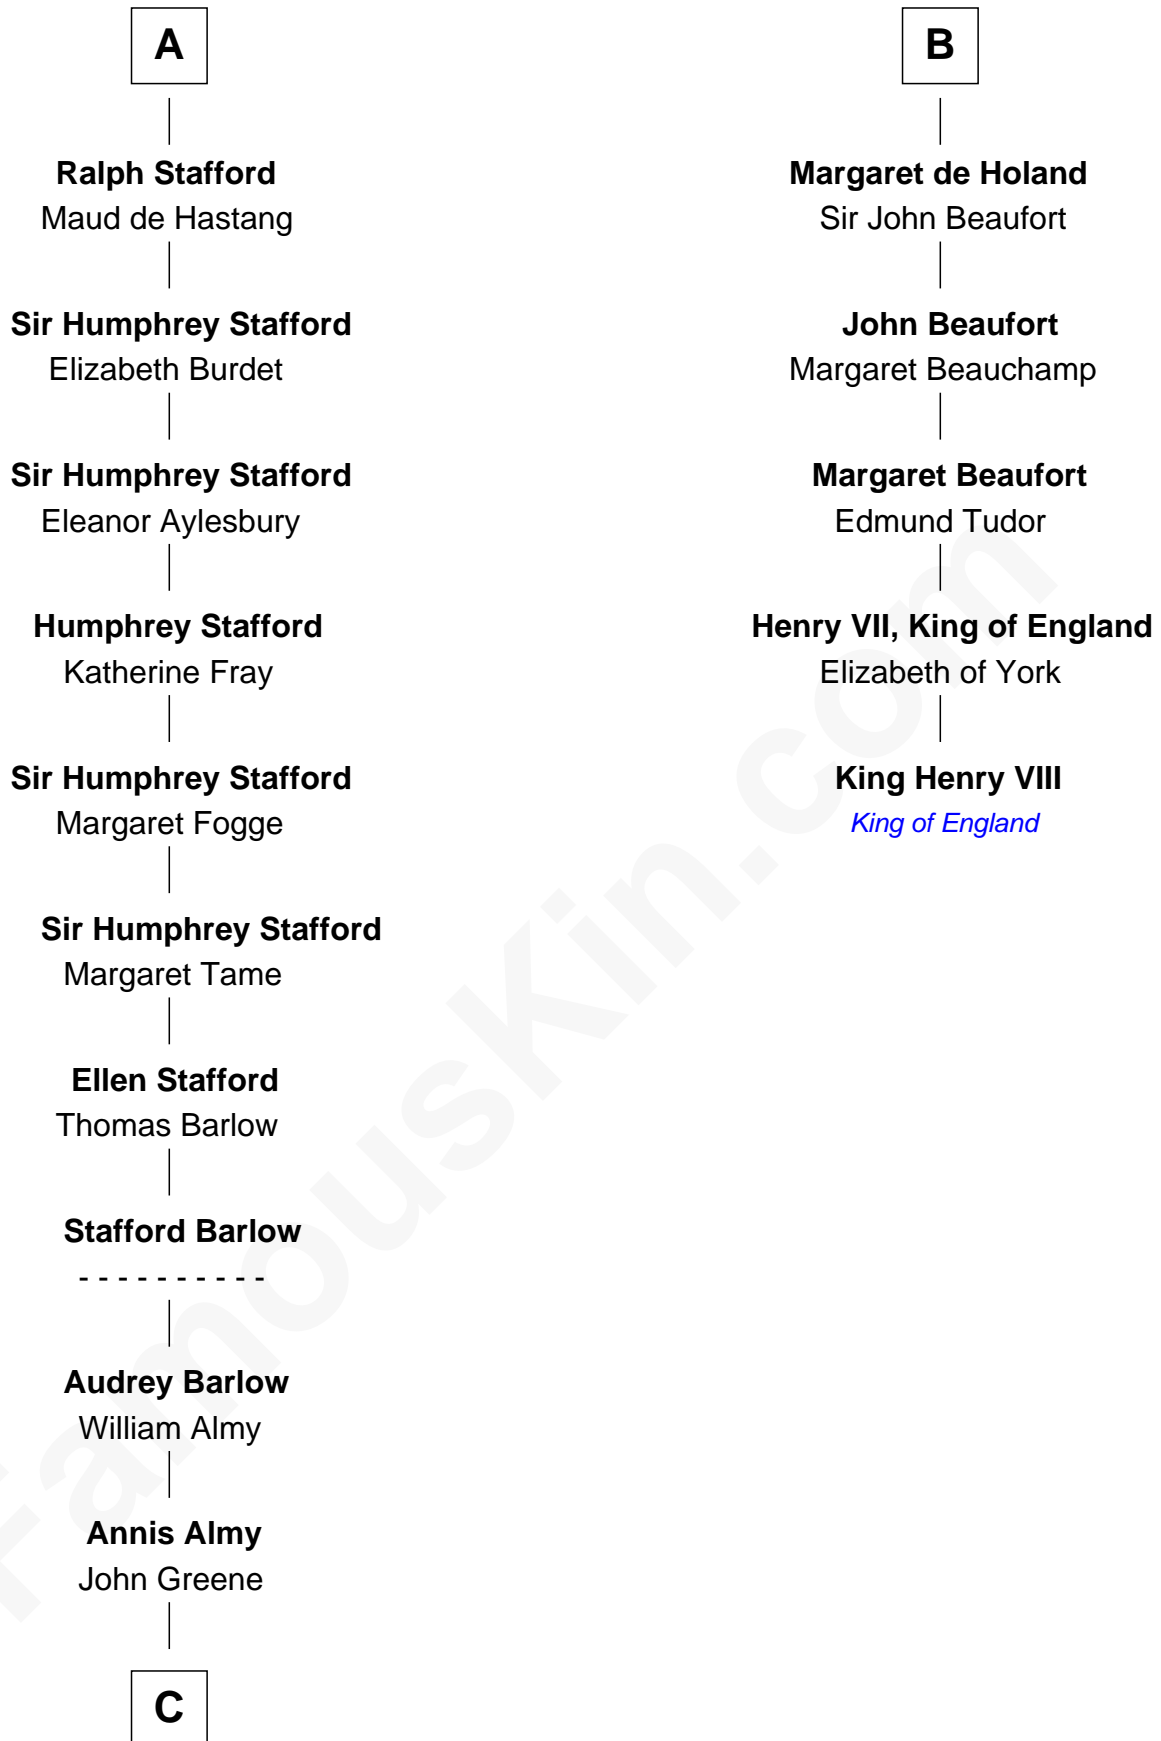 A
Ralph Stafford
Maud de Hastang
Sir Humphrey Stafford
Elizabeth Burdet
Sir Humphrey Stafford
Eleanor Aylesbury
Humphrey Stafford
Katherine Fray
Sir Humphrey Stafford
Margaret Fogge
Sir Humphrey Stafford
Margaret Tame
Ellen Stafford
Thomas Barlow
Stafford Barlow
- - - - - - - - - -
Audrey Barlow
William Almy
Annis Almy
John Greene
C
B
Margaret de Holand
Sir John Beaufort
John Beaufort
Margaret Beauchamp
Margaret Beaufort
Edmund Tudor
Henry VII, King of England
Elizabeth of York
King Henry VIII
King of England
FamousKin.com